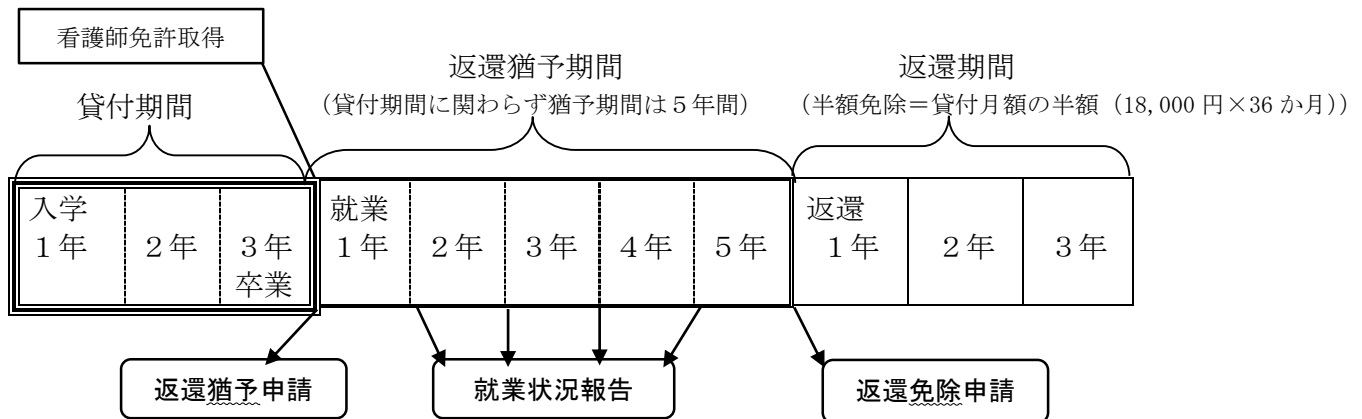 看護師免許取得
返還猶予期間
返還期間
貸付期間
（貸付期間に関わらず猶予期間は５年間）
（半額免除＝貸付月額の半額（18,000 円×36 か月））
入学
１年
２年
３年
卒業
就業
１年
２年
３年
４年
５年
返還
１年
２年
３年
返還猶予申請
就業状況報告
返還免除申請